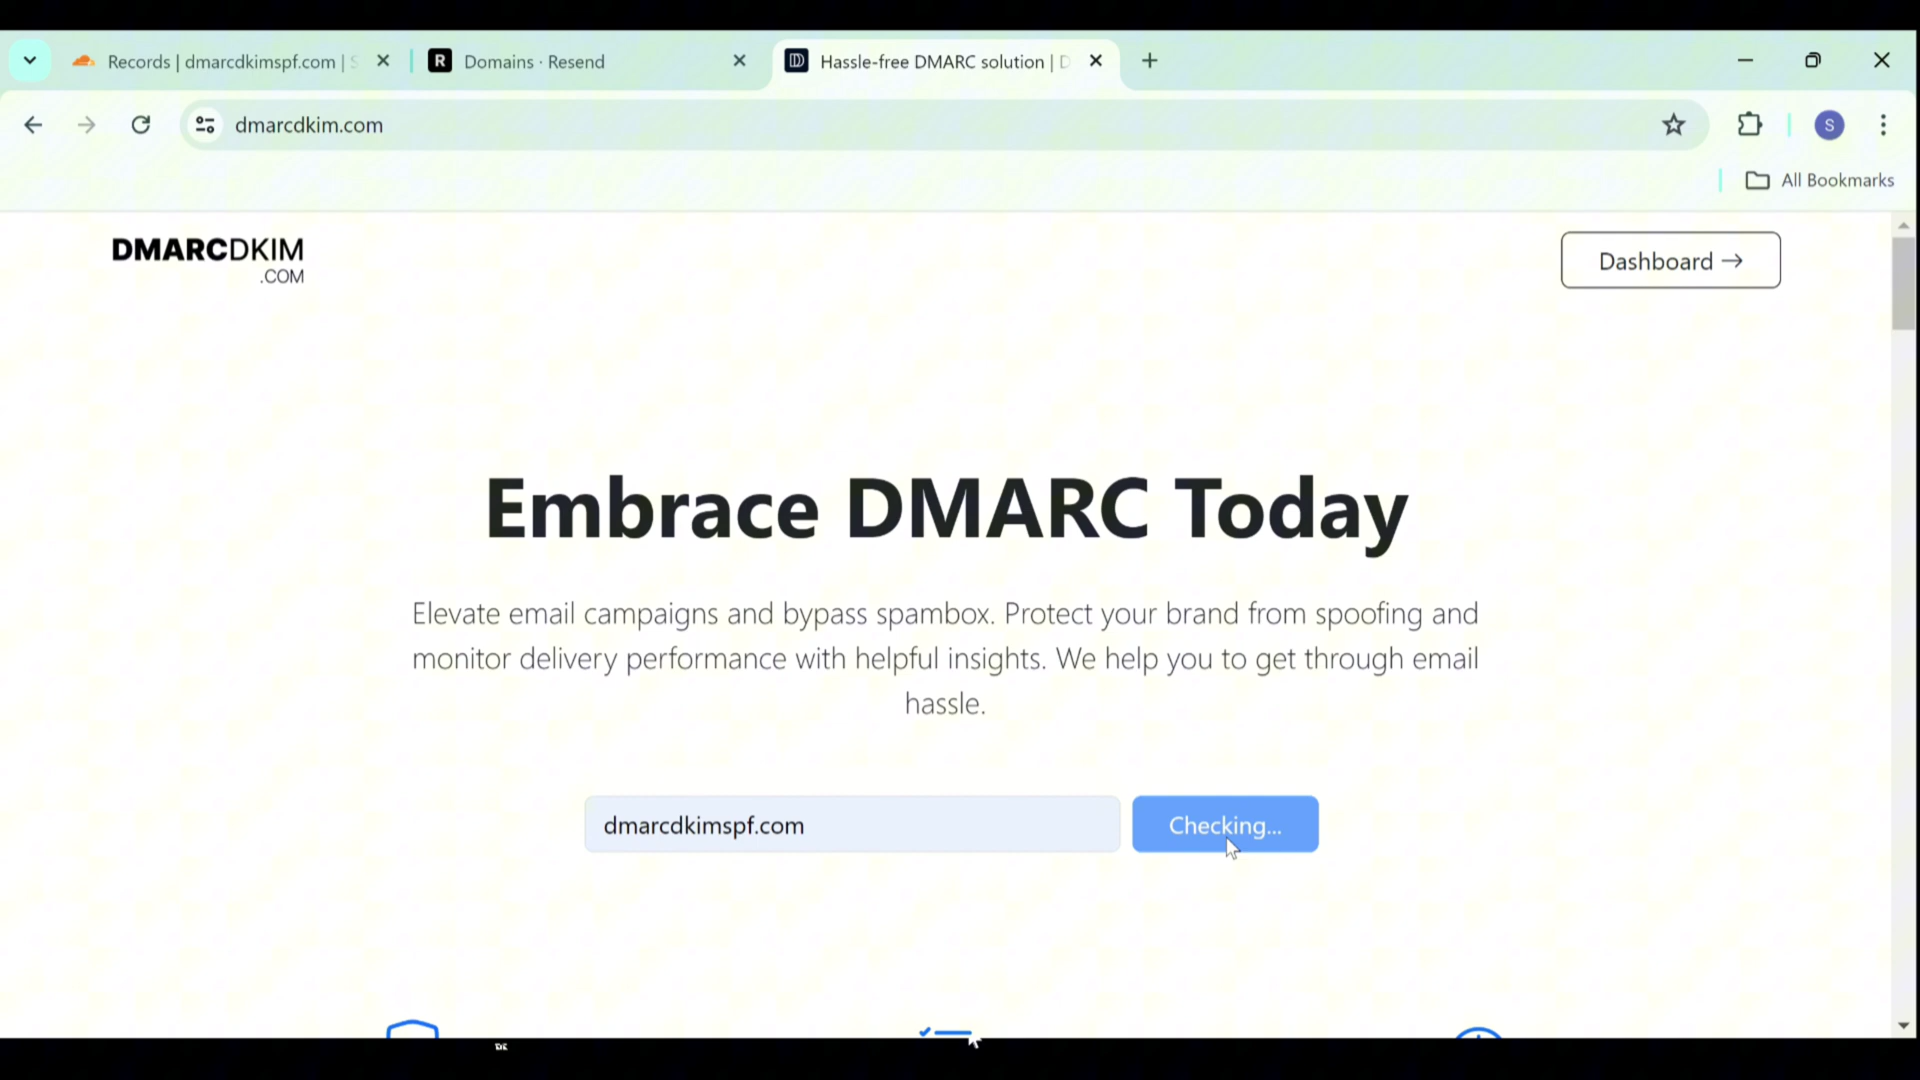 Records | dmarcdkimspf.com | S
Domains · Resend
Hassle-free DMARC solution | D
dmarcdkim.com
S
All Bookmarks
DMARCDKIM
.COM
Dashboard →
Embrace DMARC Today
Elevate email campaigns and bypass spambox. Protect your brand from spoofing and
monitor delivery performance with helpful insights. We help you to get through email
hassle.
dmarcdkimspf.com
Checking...